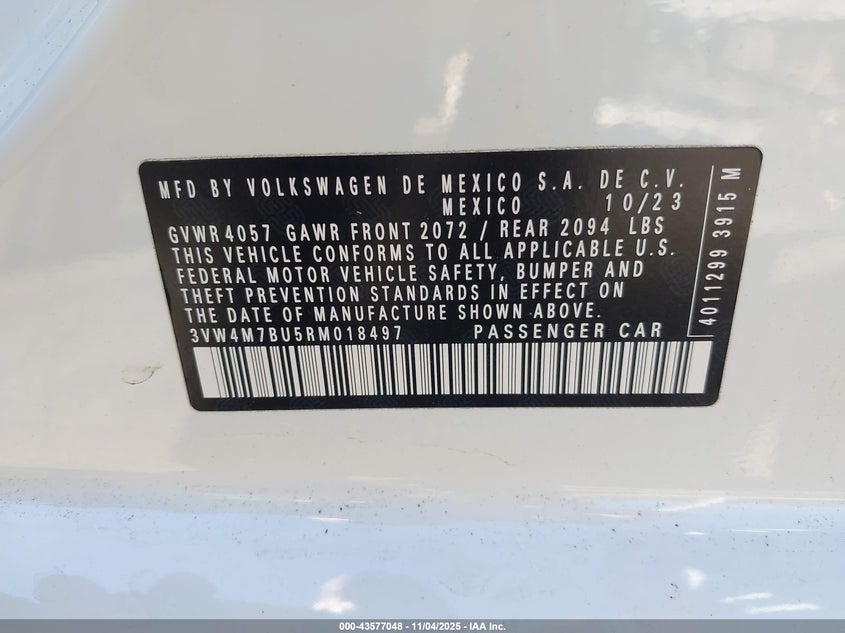 MFD BY VOLKSWAGEN DE MEXICO S.A. DE C.V.
MEXICO 10/23
GVWR 4057 GAWR FRONT 2072 / REAR 2094 LBS
THIS VEHICLE CONFORMS TO ALL APPLICABLE U.S.
FEDERAL MOTOR VEHICLE SAFETY, BUMPER AND
THEFT PREVENTION STANDARDS IN EFFECT ON
THE DATE OF MANUFACTURE SHOWN ABOVE.
3VW4M7BU5RM018497 PASSENGER CAR
4011299 3915 M
000-43577048 - 11/04/2025 - IAA Inc.